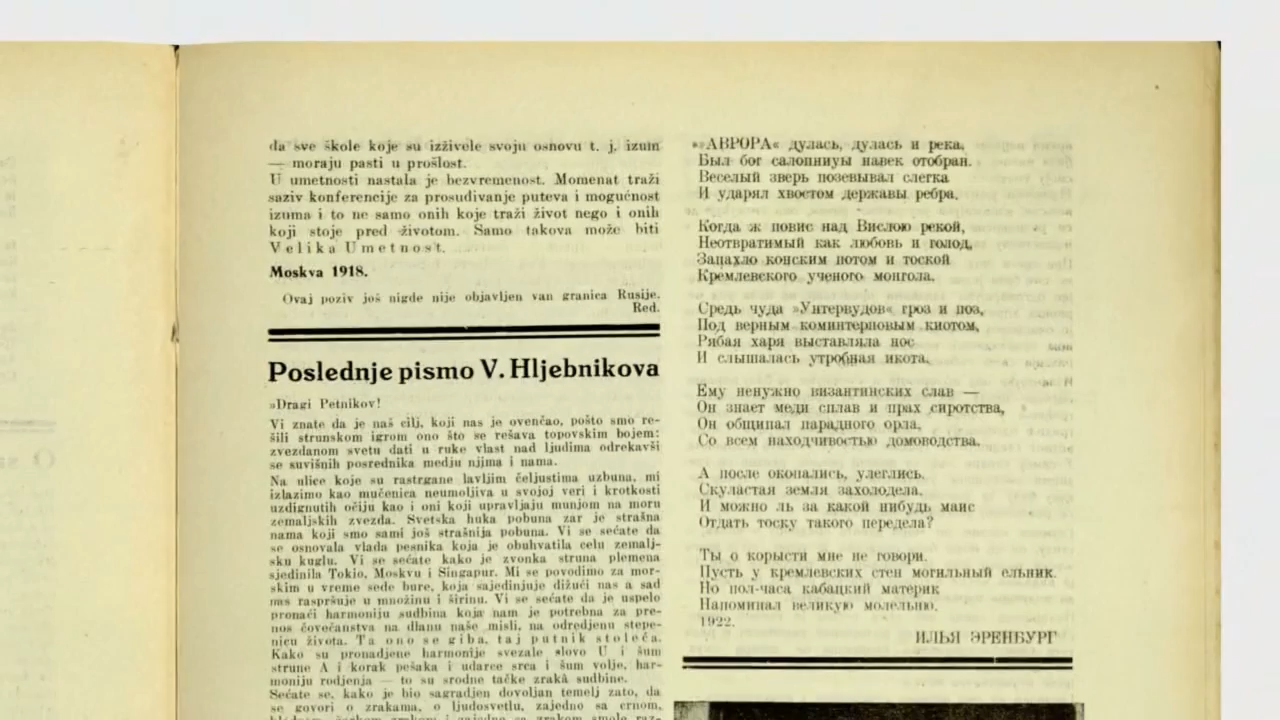 da sve škole koje su izživele svoju osnovu t. j. izum
— moraju pasti u prošlost.
U umetnosti nastala je bezvremenost. Momenat traži
saziv konferencije za prosudivanje puteva i mogućnost
izuma i to ne samo onih koje traži život nego i onih
koji stoje pred životom. Samo takova može biti
Velika Umetnost.
Moskva 1918.
Ovaj poziv još nigde nije objavljen van granica Rusije.
Red.
Poslednje pismo V. Hljebnikova
»Dragi Petnikov!
Vi znate da je naš cilj, koji nas je ovenčao, pošto smo re-
šili strunskom igrom ono što se rešava topovskim bojem:
zvezdanom svetu dati u ruke vlast nad ljudima odrekavši
se suvišnih posrednika medju njima i nama.
Na ulice koje su rastrgane lavljim čeljustima uzbuna, mi
izlazimo kao mučenica neumoljiva u svojoj veri i krotkosti
uzdignutih očiju kao i oni koji upravljaju munjom na moru
zemaljskih zvezda. Svetska huka pobuna zar je strašna
nama koji smo sami još strašnija pobuna. Vi se sećate da
se osnovala vlada pesnika koja je obuhvatila celu zemalj-
sku kuglu. Vi se sećate kako je zvonka struna plemena
sjedinila Tokio, Moskvu i Singapur. Mi se povodimo za mor-
skim u vreme sede bure, koja sajedinjuje dižući nas a sad
nas raspršuje u množinu i širinu. Vi se sećate da je uspelo
pronaći harmoniju sudbina koja nam je potrebna za pre-
nos čovečanstva na dlanu naše misli, na odredjenu stepe-
nicu života. Ta ono se giba, taj putnik stoleća.
Kako su pronadjene harmonije svezale slovo U i šum
strune A i korak pešaka i udarce srca i šum volje, har-
moniju rodjenja — to su srodne tačke zraka sudbine.
Sećate se, kako je bio sagradjen dovoljan temelj zato, da
se govori o zrakama, o ljudosvetlu, zajedno sa crnom,
»»АВРОРА« дулась, дулась и река,
Был бог салопницы навек отобран.
Веселый зверь позевывал слегка
И ударял хвостом державы ребра.
Когда ж повис над Вислою рекой,
Неотвратимый как любовь и голод,
Запахло конским потом и тоской
Кремлевского ученого монгола.
Средь чуда »Унтервудов« гроз и поз,
Под верным коминтерновым киотом,
Рябая харя выставляла нос
И слышалась утробная икота.
Ему ненужно византинских слав —
Он знает меди сплав и прах сиротства,
Он общипал парадного орла,
Со всем находчивостью домоводства.
А после окопались, улеглись.
Скуластая земля захолодела.
И можно ль за какой нибудь маис
Отдать тоску такого передела?
Ты о корысти мне не говори.
Пусть у кремлевских стен могильный ельник.
Но пол-часа кабацкий материк
Напоминал великую молельню.
1922.
ИЛЬЯ ЭРЕНБУРГ